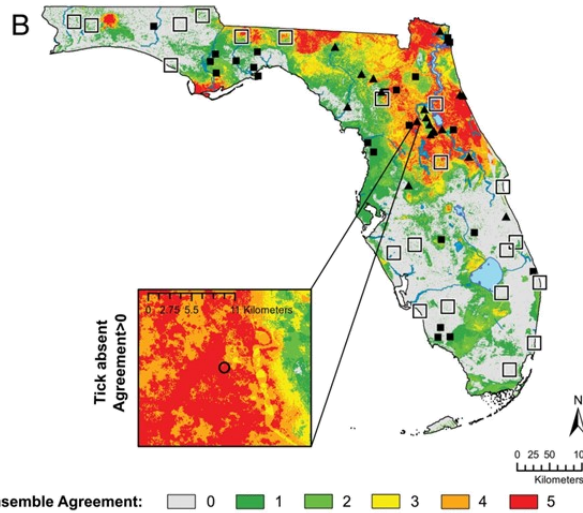 B
N
0 2.75 5.5 11 Kilometers
Tick absent
Agreement>0
0 25 50 10
Kilometers
nsemble Agreement: 0 1 2 3 4 5